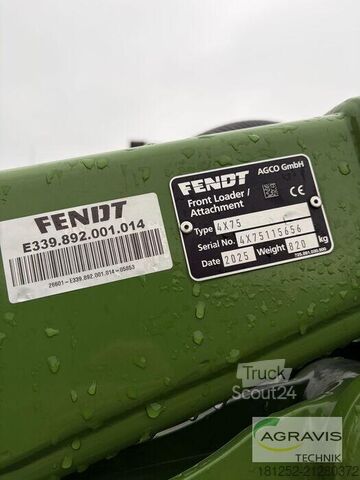 FENDT
E339.892.001.014
26601-E339.892.001.014-05853
FENDT
AGCO GmbH
Front Loader /
Attachment
CE
Type 4X75
Serial No. 4X75115656
Date 2025 Weight 820 kg
Truck
Scout24
AGRAVIS
TECHNIK
181252-21280372